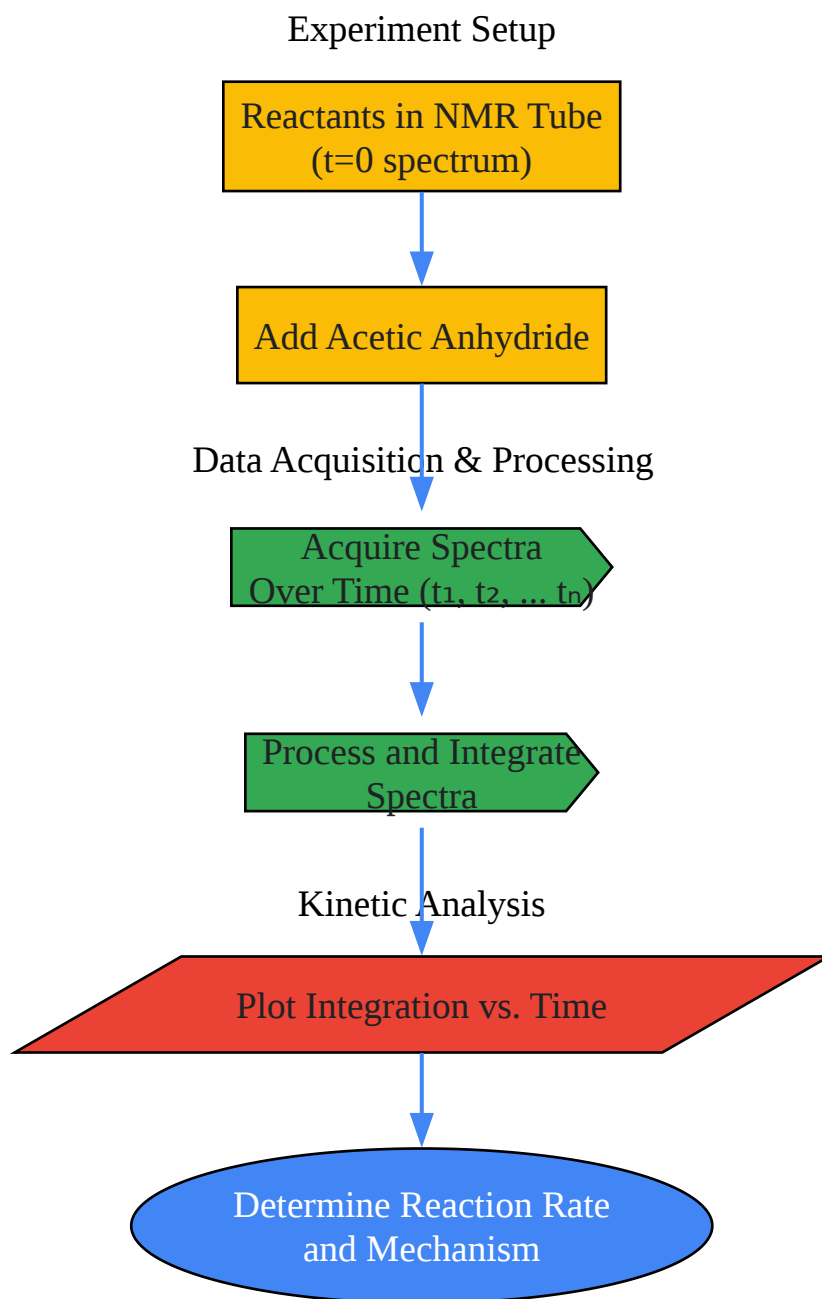 Experiment Setup
Reactants in NMR Tube
(t=0 spectrum)
Add Acetic Anhydride
Data Acquisition & Processing
Acquire Spectra
Over Time (t₁, t₂, ... tₙ)
Process and Integrate
Spectra
Kinetic Analysis
Plot Integration vs. Time
Determine Reaction Rate
and Mechanism